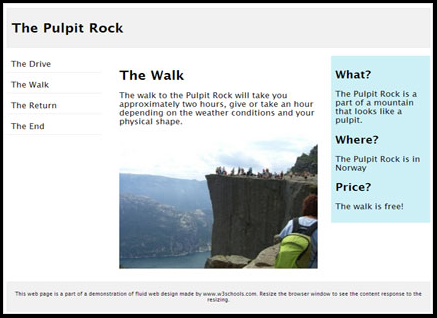 The Pulpit Rock
The Drive
The Walk
The Return
The End
The Walk
The walk to the Pulpit Rock will take you
approximately two hours, give or take an hour
depending on the weather conditions and your
physical shape.
What?
The Pulpit Rock is a
part of a mountain
that looks like a
pulpit.
Where?
The Pulpit Rock is in
Norway
Price?
The walk is free!
This web page is a part of a demonstration of fluid web design made by www.w3schools.com. Resize the browser window to see the content response to the
resizing.